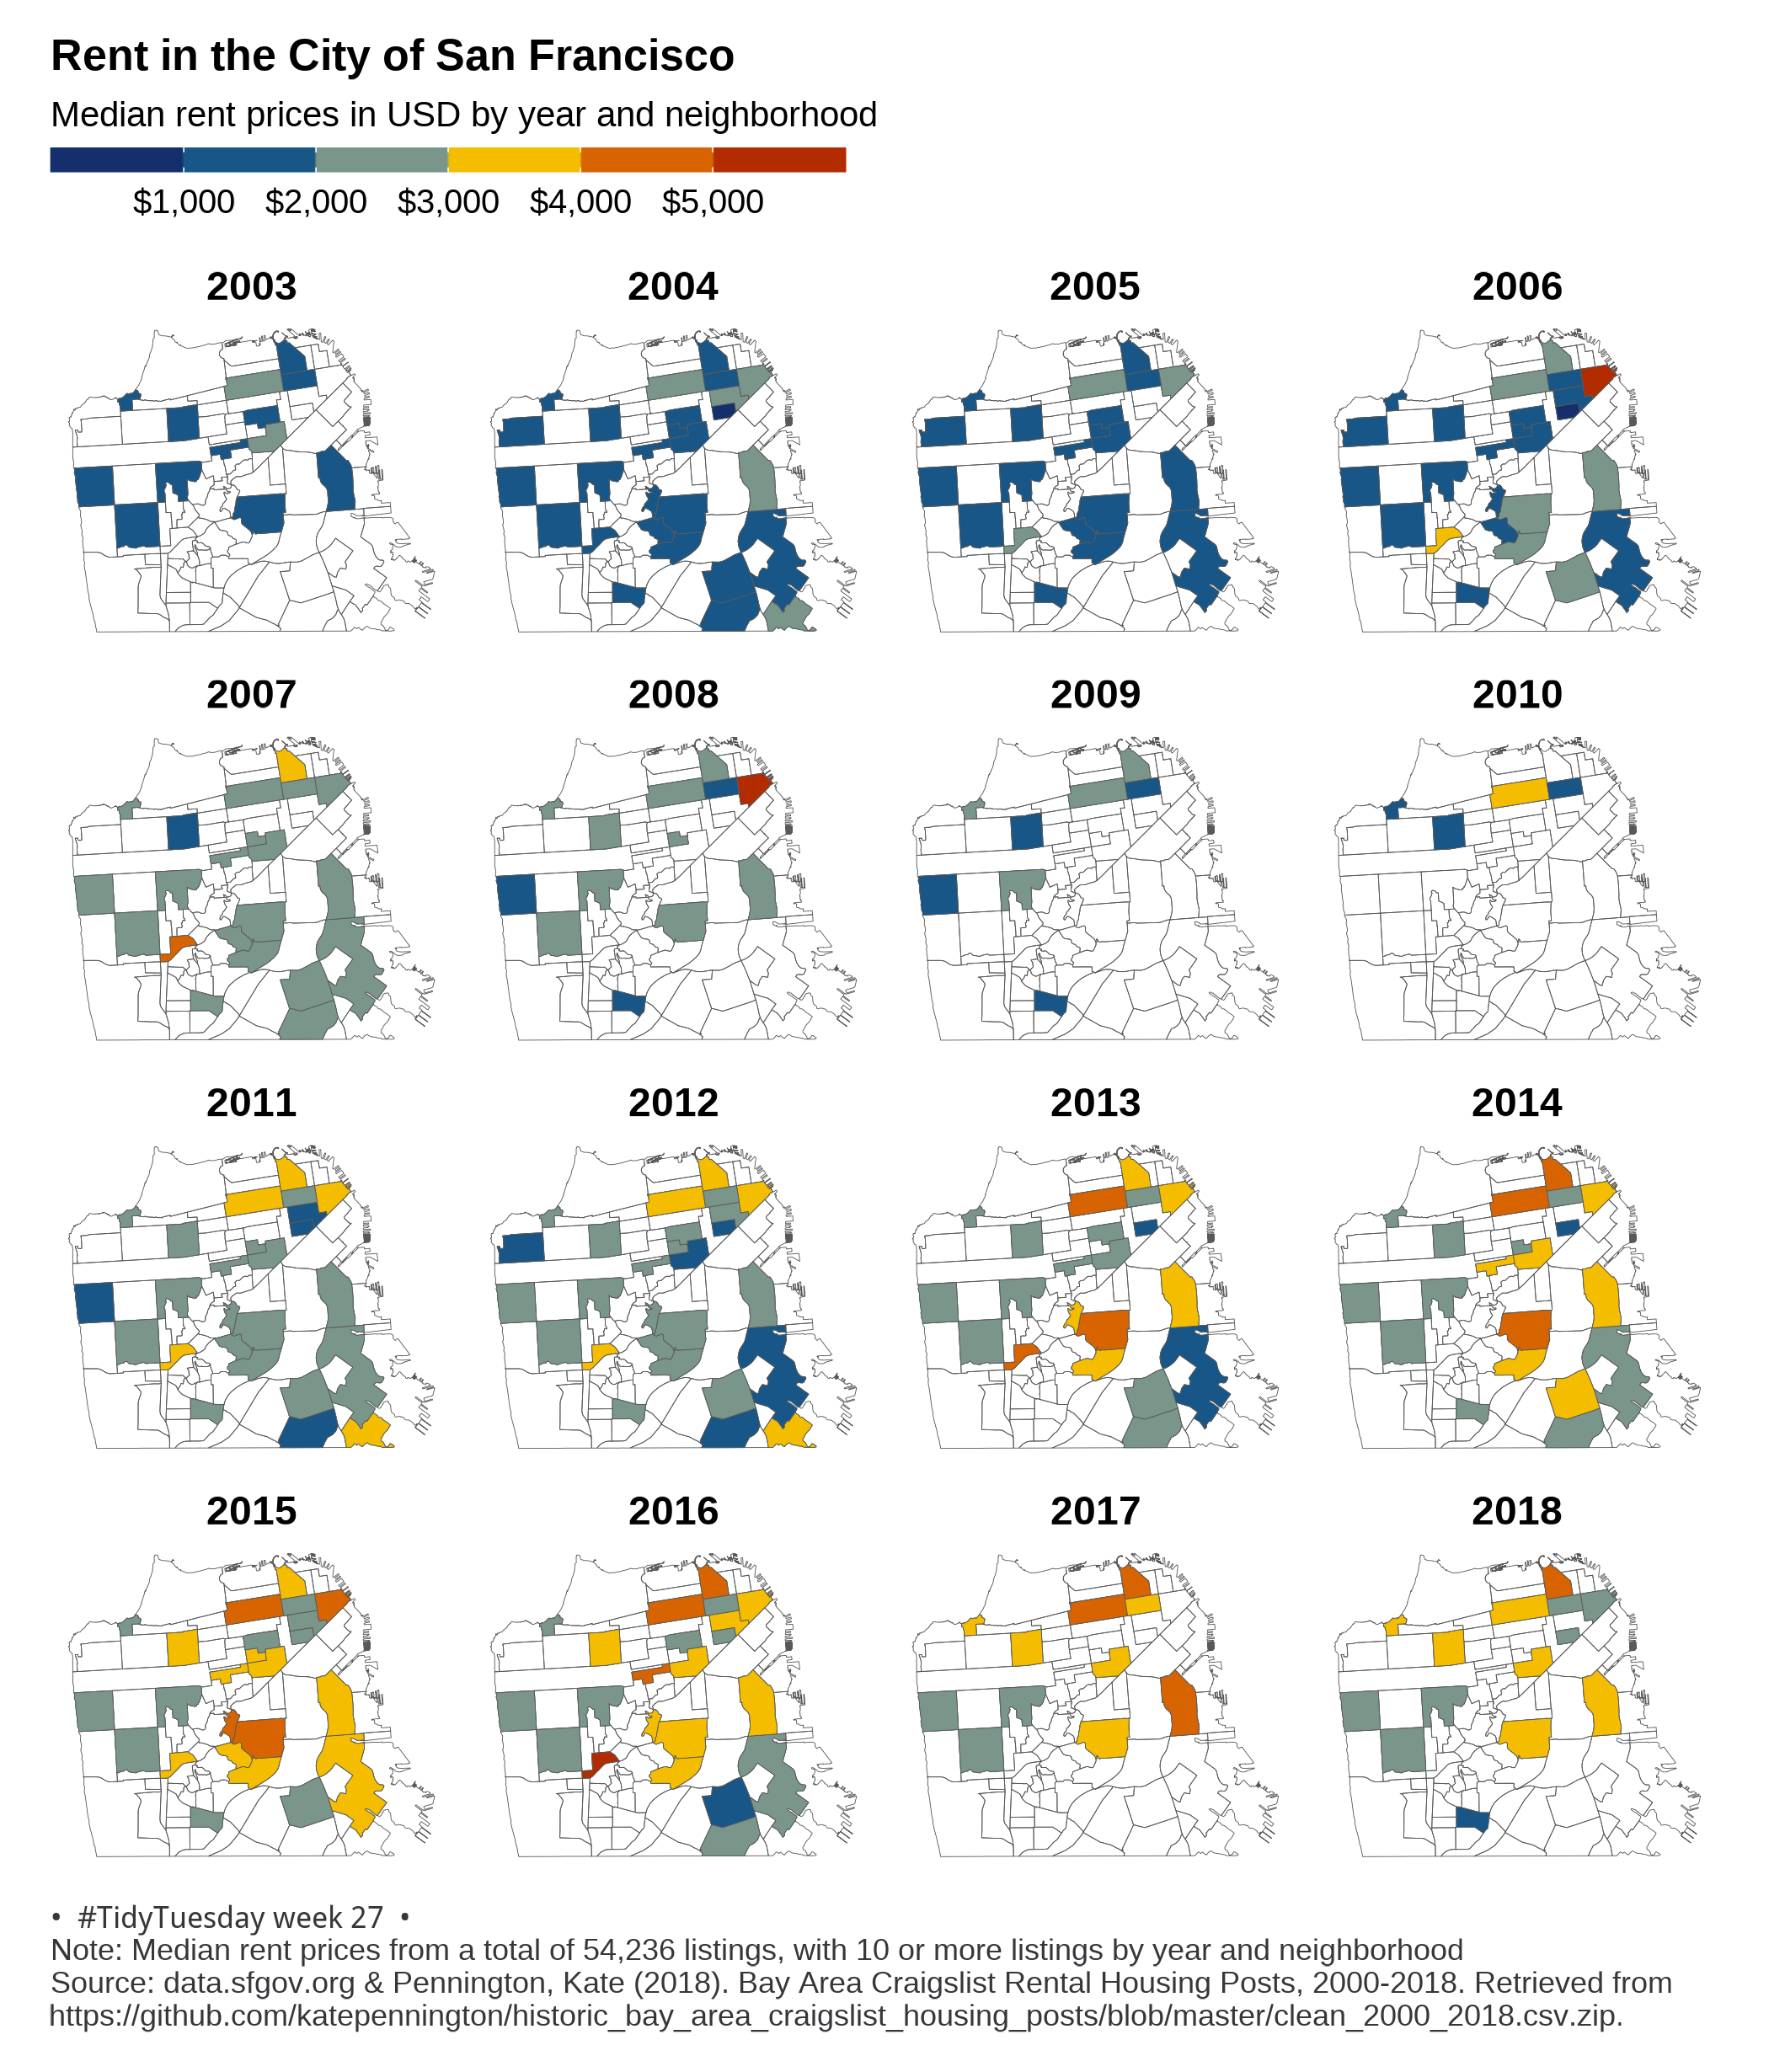 Rent in the City of San Francisco
Median rent prices in USD by year and neighborhood
$1,000 $2,000 $3,000 $4,000 $5,000
2003 2004 2005 2006
2007 2008 2009 2010
2011 2012 2013 2014
2015 2016 2017 2018
• #TidyTuesday week 27 •
Note: Median rent prices from a total of 54,236 listings, with 10 or more listings by year and neighborhood
Source: data.sfgov.org & Pennington, Kate (2018). Bay Area Craigslist Rental Housing Posts, 2000-2018. Retrieved from
https://github.com/katepennington/historic_bay_area_craigslist_housing_posts/blob/master/clean_2000_2018.csv.zip.